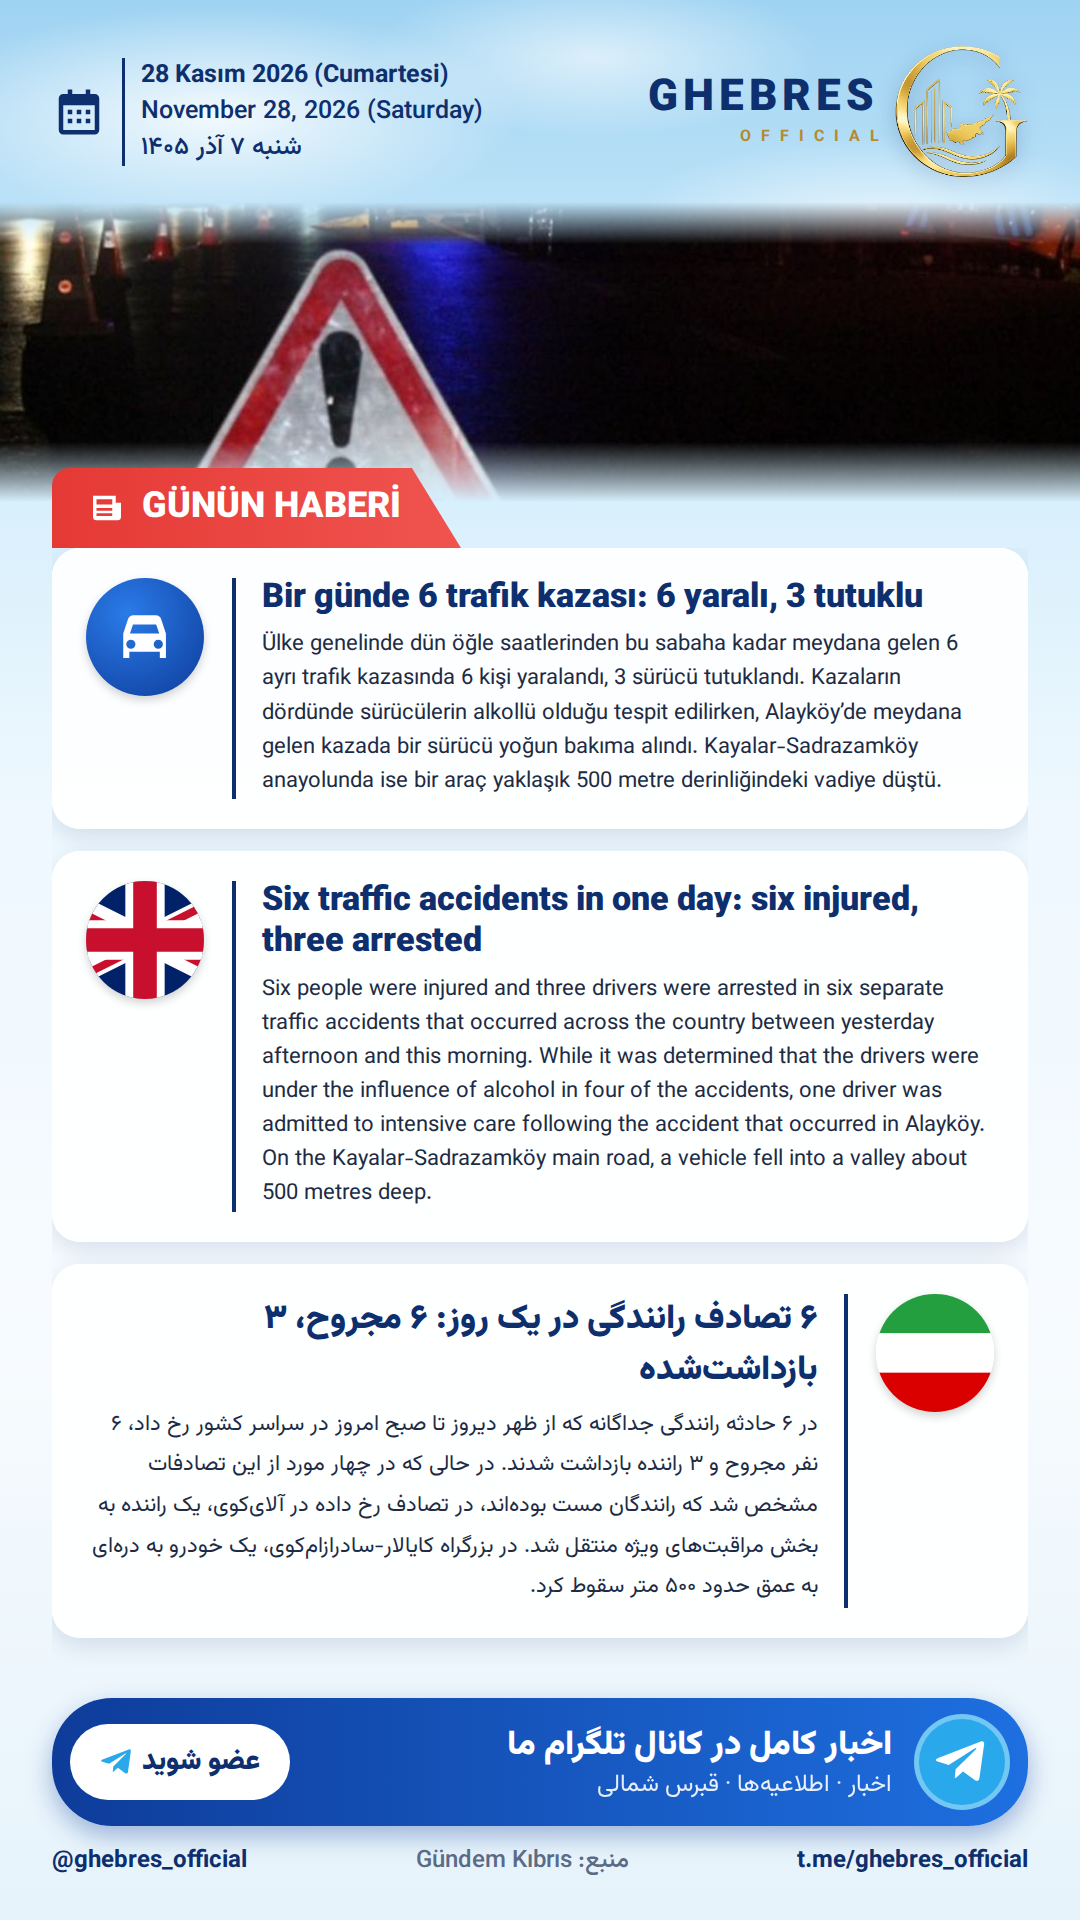 28 Kasım 2026 (Cumartesi)
November 28, 2026 (Saturday)
شنبه ۷ آذر ۱۴۰۵
GHEBRES
OFFICIAL
GÜNÜN HABERİ
Bir günde 6 trafik kazası: 6 yaralı, 3 tutuklu
Ülke genelinde dün öğle saatlerinden bu sabaha kadar meydana gelen 6
ayrı trafik kazasında 6 kişi yaralandı, 3 sürücü tutuklandı. Kazaların
dördünde sürücülerin alkollü olduğu tespit edilirken, Alayköy’de meydana
gelen kazada bir sürücü yoğun bakıma alındı. Kayalar-Sadrazamköy
anayolunda ise bir araç yaklaşık 500 metre derinliğindeki vadiye düştü.
Six traffic accidents in one day: six injured,
three arrested
Six people were injured and three drivers were arrested in six separate
traffic accidents that occurred across the country between yesterday
afternoon and this morning. While it was determined that the drivers were
under the influence of alcohol in four of the accidents, one driver was
admitted to intensive care following the accident that occurred in Alayköy.
On the Kayalar-Sadrazamköy main road, a vehicle fell into a valley about
500 metres deep.
۶ تصادف رانندگی در یک روز: ۶ مجروح، ۳
بازداشت‌شده
در ۶ حادثه رانندگی جداگانه که از ظهر دیروز تا صبح امروز در سراسر کشور رخ داد، ۶
نفر مجروح و ۳ راننده بازداشت شدند. در حالی که در چهار مورد از این تصادفات
مشخص شد که رانندگان مست بوده‌اند، در تصادف رخ داده در آلای‌کوی، یک راننده به
بخش مراقبت‌های ویژه منتقل شد. در بزرگراه کایالار-سادرازام‌کوی، یک خودرو به دره‌ای
به عمق حدود ۵۰۰ متر سقوط کرد.
اخبار کامل در کانال تلگرام ما
اخبار · اطلاعیه‌ها · قبرس شمالی
عضو شوید
@ghebres_official
منبع: Gündem Kıbrıs
t.me/ghebres_official